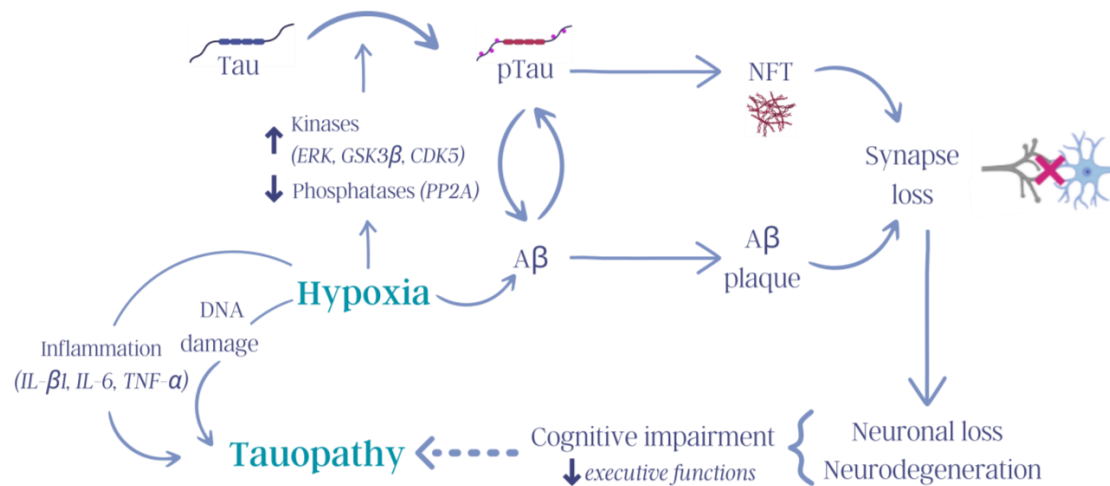 Tau
pTau
NFT
Kinases
(ERK, GSK3β, CDK5)
Phosphatases (PP2A)
Synapse
loss
Aβ
Aβ
plaque
Hypoxia
DNA
damage
Inflammation
(IL-β1, IL-6, TNF-α)
Tauopathy
Cognitive impairment
executive functions
Neuronal loss
Neurodegeneration